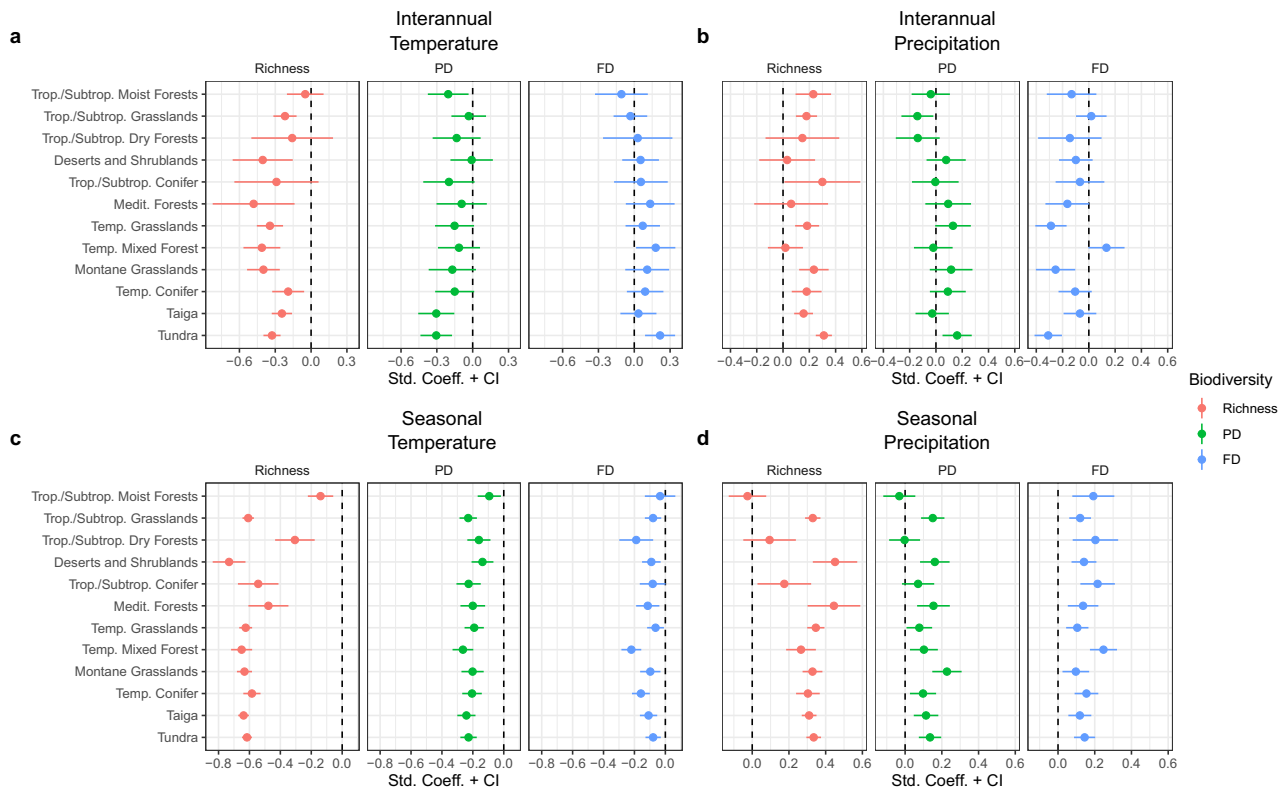 a
Interannual
Temperature
Richness
PD
FD
Trop./Subtrop. Moist Forests
Trop./Subtrop. Grasslands
Trop./Subtrop. Dry Forests
Deserts and Shrublands
Trop./Subtrop. Conifer
Medit. Forests
Temp. Grasslands
Temp. Mixed Forest
Montane Grasslands
Temp. Conifer
Taiga
Tundra
−0.6 −0.3 0.0 0.3 −0.6 −0.3 0.0 0.3 −0.6 −0.3 0.0 0.3
Std. Coeff. + CI
b
Interannual
Precipitation
Richness
PD
FD
−0.4 −0.2 0.0 0.2 0.4 0.6 −0.4 −0.2 0.0 0.2 0.4 0.6 −0.4 −0.2 0.0 0.2 0.4 0.6
Std. Coeff. + CI
Biodiversity
Richness
PD
FD
c
Seasonal
Temperature
Richness
PD
FD
Trop./Subtrop. Moist Forests
Trop./Subtrop. Grasslands
Trop./Subtrop. Dry Forests
Deserts and Shrublands
Trop./Subtrop. Conifer
Medit. Forests
Temp. Grasslands
Temp. Mixed Forest
Montane Grasslands
Temp. Conifer
Taiga
Tundra
−0.8 −0.6 −0.4 −0.2 0.0 −0.8 −0.6 −0.4 −0.2 0.0 −0.8 −0.6 −0.4 −0.2 0.0
Std. Coeff. + CI
d
Seasonal
Precipitation
Richness
PD
FD
0.0 0.2 0.4 0.6 0.0 0.2 0.4 0.6 0.0 0.2 0.4 0.6
Std. Coeff. + CI